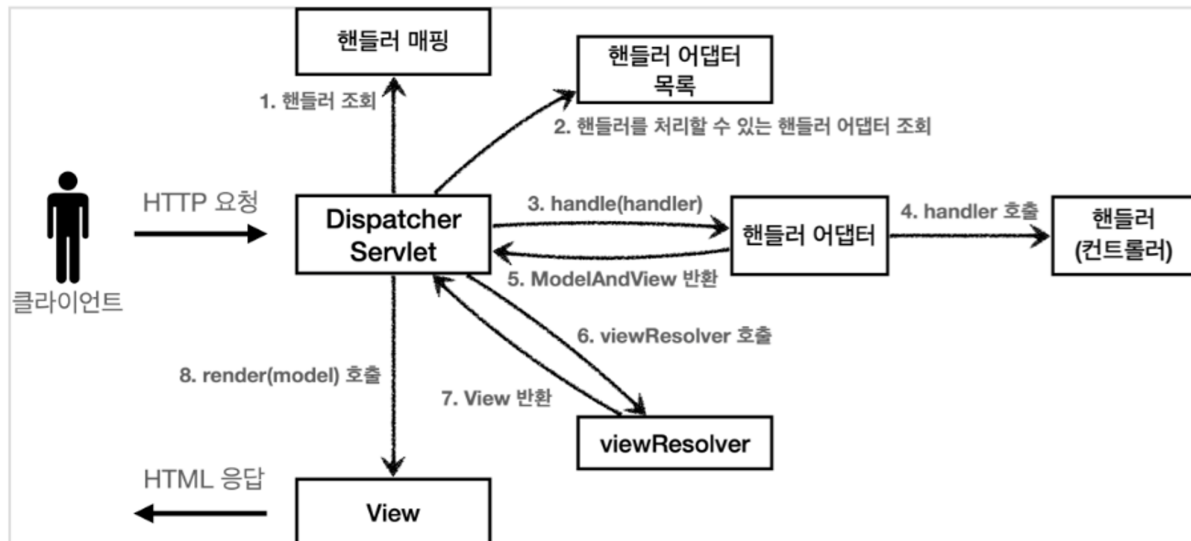 핸들러 매핑
핸들러 어댑터
목록
1. 핸들러 조회
2. 핸들러를 처리할 수 있는 핸들러 어댑터 조회
HTTP 요청
Dispatcher
Servlet
3. handle(handler)
핸들러 어댑터
4. handler 호출
핸들러
(컨트롤러)
5. ModelAndView 반환
클라이언트
6. viewResolver 호출
8. render(model) 호출
7. View 반환
viewResolver
HTML 응답
View